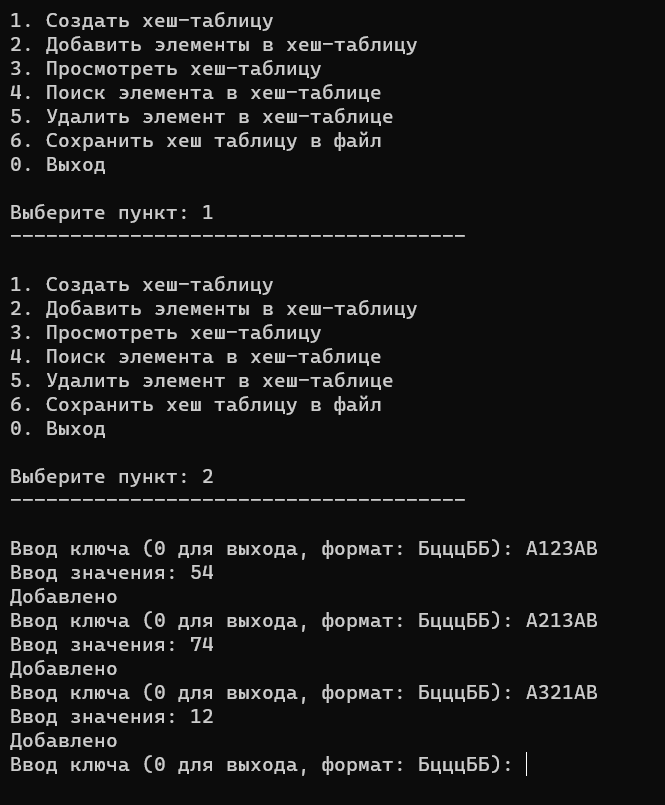 1. Создать хеш-таблицу
2. Добавить элементы в хеш-таблицу
3. Просмотреть хеш-таблицу
4. Поиск элемента в хеш-таблице
5. Удалить элемент в хеш-таблице
6. Сохранить хеш таблицу в файл
0. Выход
Выберите пункт: 1
--------------------------------------
1. Создать хеш-таблицу
2. Добавить элементы в хеш-таблицу
3. Просмотреть хеш-таблицу
4. Поиск элемента в хеш-таблице
5. Удалить элемент в хеш-таблице
6. Сохранить хеш таблицу в файл
0. Выход
Выберите пункт: 2
--------------------------------------
Ввод ключа (0 для выхода, формат: БцццББ): A123AB
Ввод значения: 54
Добавлено
Ввод ключа (0 для выхода, формат: БцццББ): A213AB
Ввод значения: 74
Добавлено
Ввод ключа (0 для выхода, формат: БцццББ): A321AB
Ввод значения: 12
Добавлено
Ввод ключа (0 для выхода, формат: БцццББ):